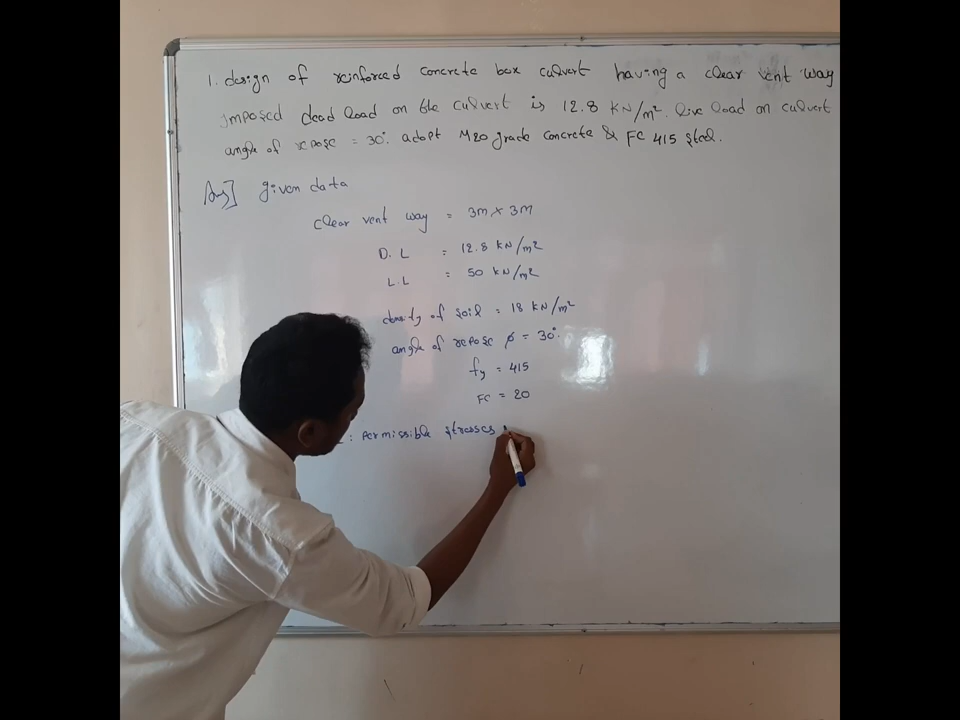 1. design of reinforced concrete box culvert having a clear vent way
Imposed dead load on the culvert is 12.8 KN/m². live load on culvert
angle of repose = 30°. adopt M20 grade concrete & FC 415 steel.
Ans] given data
clear vent way = 3m x 3m
D.L = 12.8 KN/m²
L.L = 50 KN/m²
density of soil = 18 KN/m²
angle of repose ϕ = 30°.
fy = 415
FC = 20
: permissible stresses